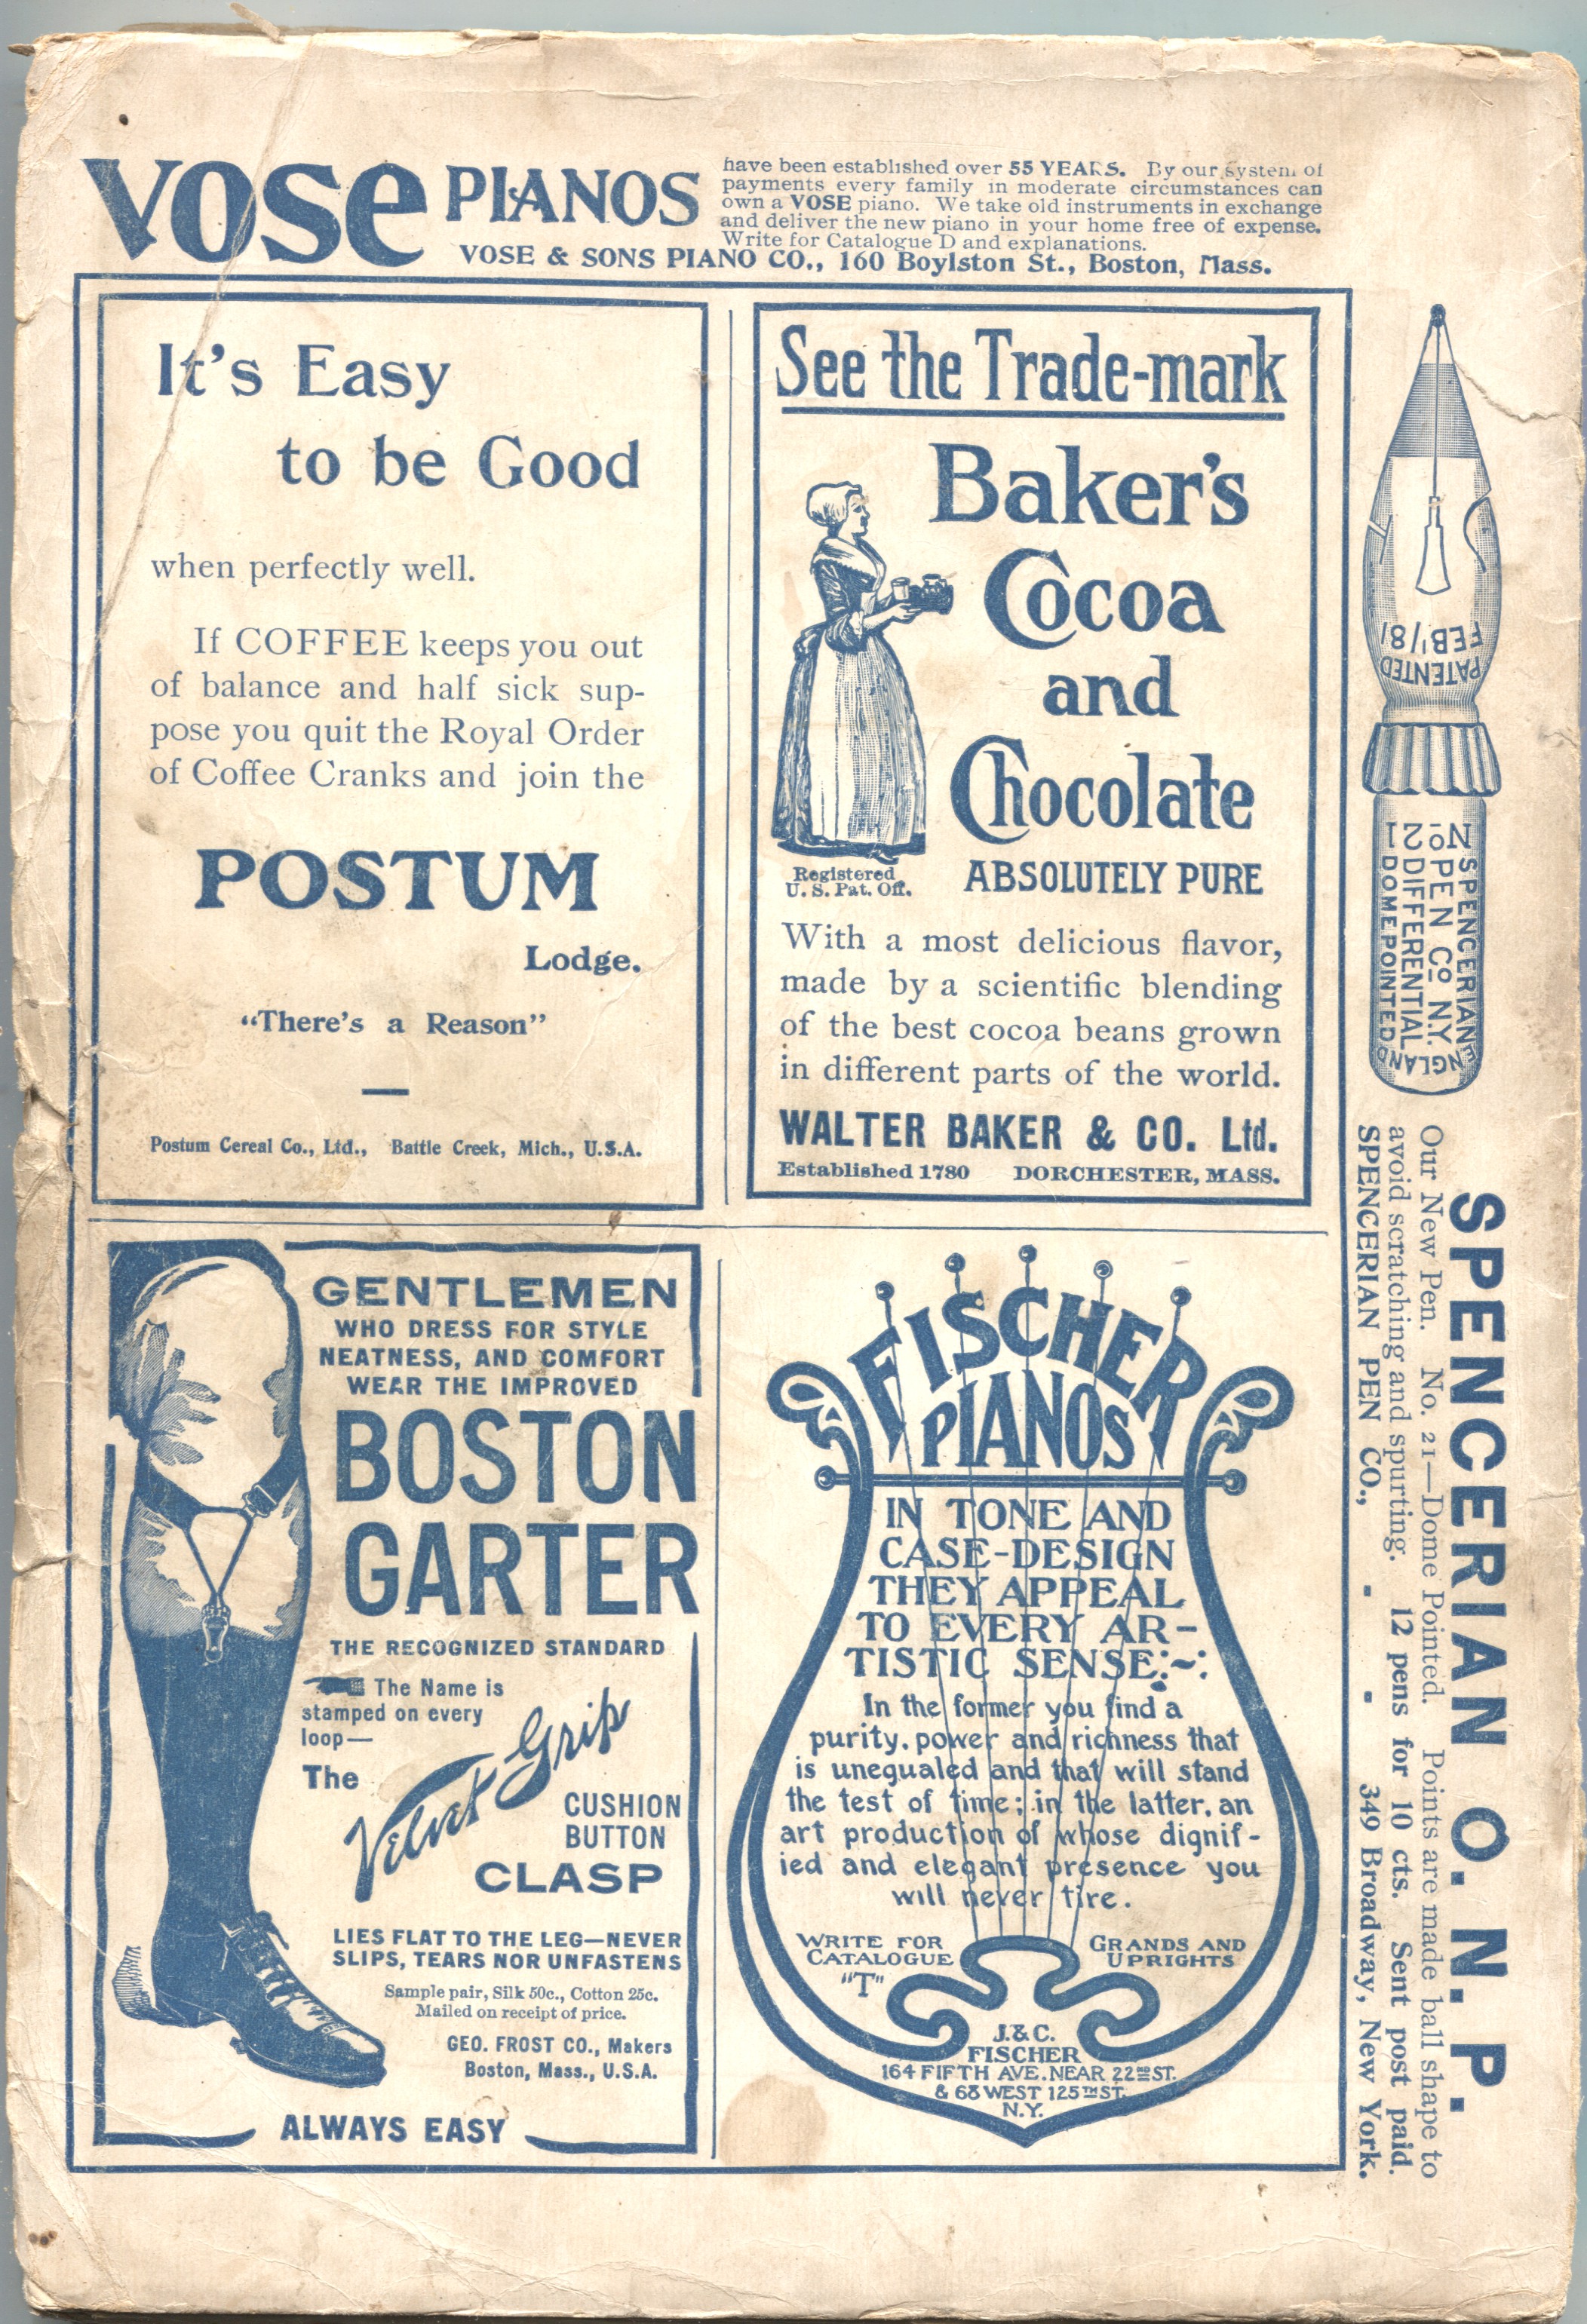 VOSE PIANOS
have been established over 55 YEARS. By our system of
payments every family in moderate circumstances can
own a VOSE piano. We take old instruments in exchange
and deliver the new piano in your home free of expense.
Write for Catalogue D and explanations.
VOSE & SONS PIANO CO., 160 Boylston St., Boston, Mass.
It's Easy
to be Good
when perfectly well.
If COFFEE keeps you out
of balance and half sick sup-
pose you quit the Royal Order
of Coffee Cranks and join the
POSTUM
Lodge.
"There's a Reason"
Postum Cereal Co., Ltd., Battle Creek, Mich., U.S.A.
See the Trade-mark
Baker's
Cocoa
and
Chocolate
Registered
U. S. Pat. Off.
ABSOLUTELY PURE
With a most delicious flavor,
made by a scientific blending
of the best cocoa beans grown
in different parts of the world.
WALTER BAKER & CO. Ltd.
Established 1780 DORCHESTER, MASS.
GENTLEMEN
WHO DRESS FOR STYLE
NEATNESS, AND COMFORT
WEAR THE IMPROVED
BOSTON
GARTER
THE RECOGNIZED STANDARD
The Name is
stamped on every
loop—
The
Velvet Grip
CUSHION
BUTTON
CLASP
LIES FLAT TO THE LEG—NEVER
SLIPS, TEARS NOR UNFASTENS
Sample pair, Silk 50c., Cotton 25c.
Mailed on receipt of price.
GEO. FROST CO., Makers
Boston, Mass., U.S.A.
ALWAYS EASY
FISCHER
PIANOS
IN TONE AND
CASE-DESIGN
THEY APPEAL
TO EVERY AR-
TISTIC SENSE:~:
In the former you find a
purity, power and richness that
is unequaled and that will stand
the test of time; in the latter, an
art production of whose dignif-
ied and elegant presence you
will never tire.
WRITE FOR
CATALOGUE
"T"
GRANDS AND
UPRIGHTS
J. & C.
FISCHER
164 FIFTH AVE. NEAR 22ND ST.
& 68 WEST 125TH ST.
N.Y.
PATENTED
FEB'1/81
SPENCERIAN
PEN Co N.Y.
DIFFERENTIAL
DOME POINTED
No 21
ENGLAND
SPENCERIAN O. N. P.
Our New Pen. No. 21—Dome Pointed. Points are made ball shape to
avoid scratching and spurting. 12 pens for 10 cts. Sent post paid.
SPENCERIAN PEN CO., - - 349 Broadway, New York.